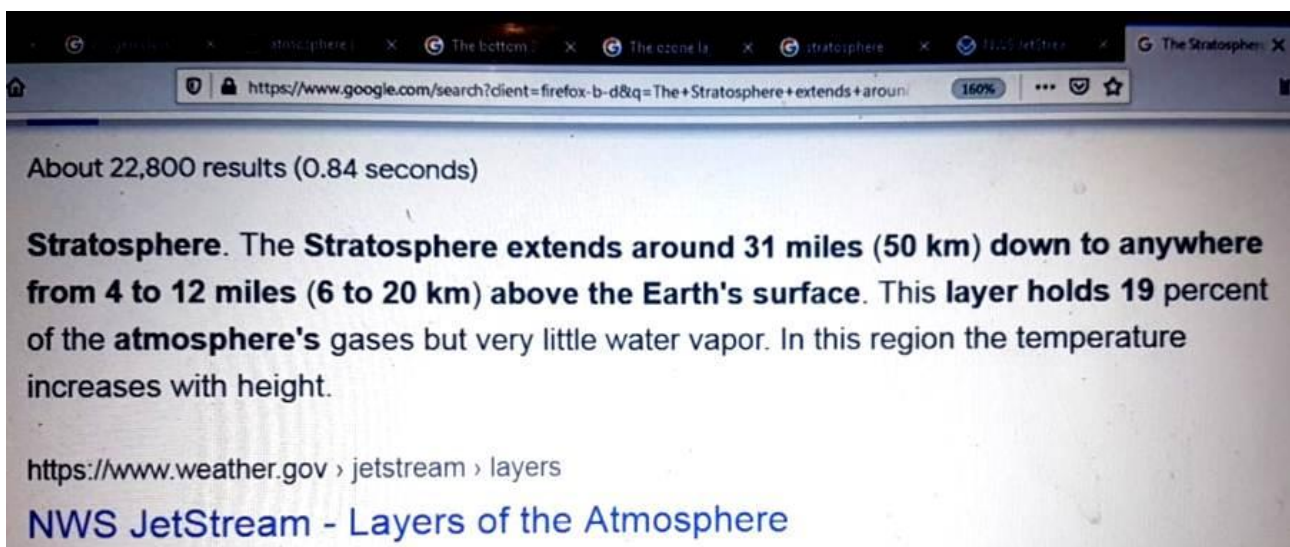 The bottom
The ozone la
stratosphere
G The Stratospher
https://www.google.com/search?client=firefox-b-d&q=The+Stratosphere+extends+aroun
160%
About 22,800 results (0.84 seconds)
Stratosphere. The Stratosphere extends around 31 miles (50 km) down to anywhere
from 4 to 12 miles (6 to 20 km) above the Earth's surface. This layer holds 19 percent
of the atmosphere's gases but very little water vapor. In this region the temperature
increases with height.
https://www.weather.gov › jetstream › layers
NWS JetStream - Layers of the Atmosphere